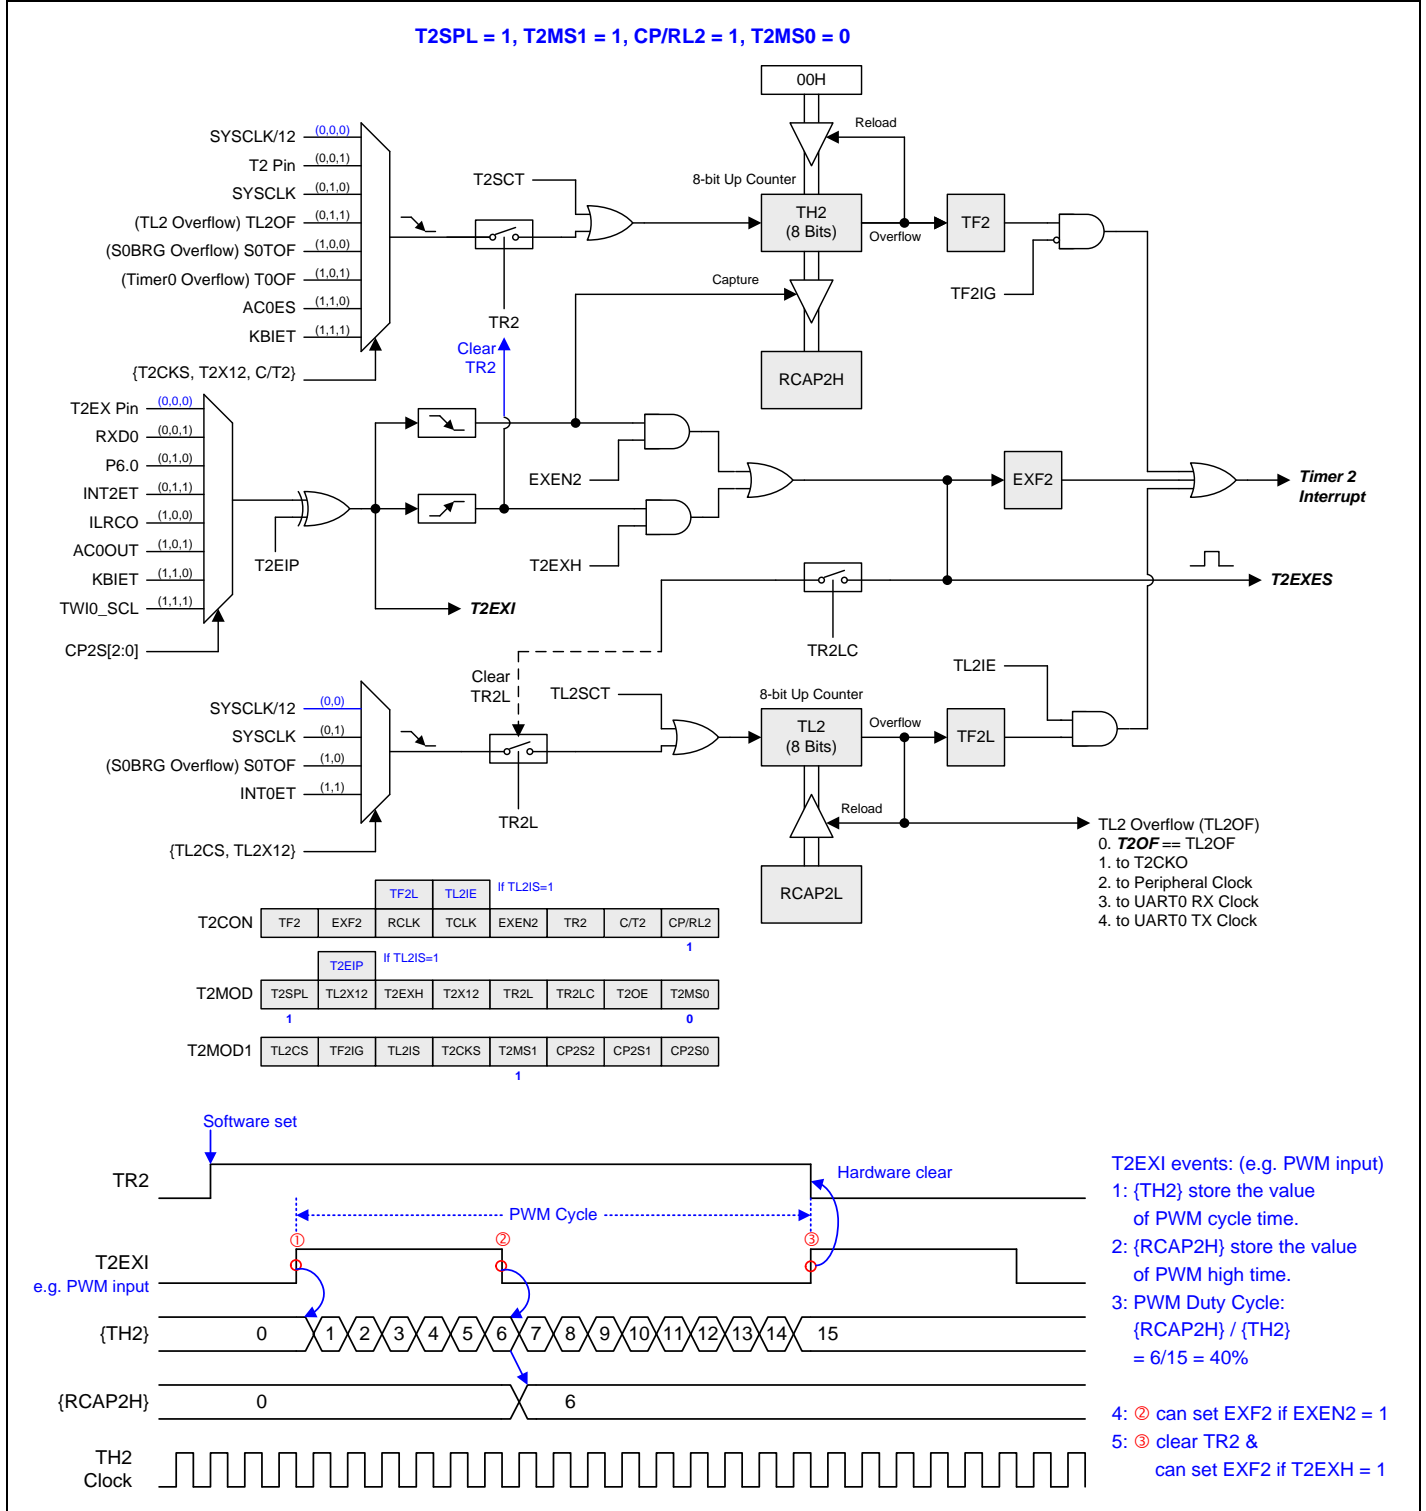 T2SPL = 1, T2MS1 = 1, CP/RL2 = 1, T2MS0 = 0
00H
Reload
SYSCLK/12 (0,0,0)
T2 Pin (0,0,1)
SYSCLK (0,1,0)
(TL2 Overflow) TL2OF (0,1,1)
(S0BRG Overflow) S0TOF (1,0,0)
(Timer0 Overflow) T0OF (1,0,1)
AC0ES (1,1,0)
KBIET (1,1,1)
{T2CKS, T2X12, C/T2}
T2SCT
TR2
Clear
TR2
8-bit Up Counter
TH2
(8 Bits)
Overflow
TF2
TF2IG
Capture
RCAP2H
T2EX Pin (0,0,0)
RXD0 (0,0,1)
P6.0 (0,1,0)
INT2ET (0,1,1)
ILRCO (1,0,0)
AC0OUT (1,0,1)
KBIET (1,1,0)
TWI0_SCL (1,1,1)
CP2S[2:0]
T2EIP
EXEN2
T2EXH
T2EXI
EXF2
Timer 2
Interrupt
T2EXES
TR2LC
Clear
TR2L
TL2IE
SYSCLK/12 (0,0)
SYSCLK (0,1)
(S0BRG Overflow) S0TOF (1,0)
INT0ET (1,1)
{TL2CS, TL2X12}
TL2SCT
TR2L
8-bit Up Counter
TL2
(8 Bits)
Overflow
TF2L
Reload
RCAP2L
TL2 Overflow (TL2OF)
0. T2OF == TL2OF
1. to T2CKO
2. to Peripheral Clock
3. to UART0 RX Clock
4. to UART0 TX Clock
TF2L TL2IE If TL2IS=1
T2CON TF2 EXF2 RCLK TCLK EXEN2 TR2 C/T2 CP/RL2
1
T2EIP If TL2IS=1
T2MOD T2SPL TL2X12 T2EXH T2X12 TR2L TR2LC T2OE T2MS0
1 0
T2MOD1 TL2CS TF2IG TL2IS T2CKS T2MS1 CP2S2 CP2S1 CP2S0
1
Software set
TR2
Hardware clear
PWM Cycle
① ② ③
T2EXI
e.g. PWM input
{TH2} 0 1 2 3 4 5 6 7 8 9 10 11 12 13 14 15
{RCAP2H} 0 6
TH2
Clock
T2EXI events: (e.g. PWM input)
1: {TH2} store the value
of PWM cycle time.
2: {RCAP2H} store the value
of PWM high time.
3: PWM Duty Cycle:
{RCAP2H} / {TH2}
= 6/15 = 40%
4: ② can set EXF2 if EXEN2 = 1
5: ③ clear TR2 &
can set EXF2 if T2EXH = 1